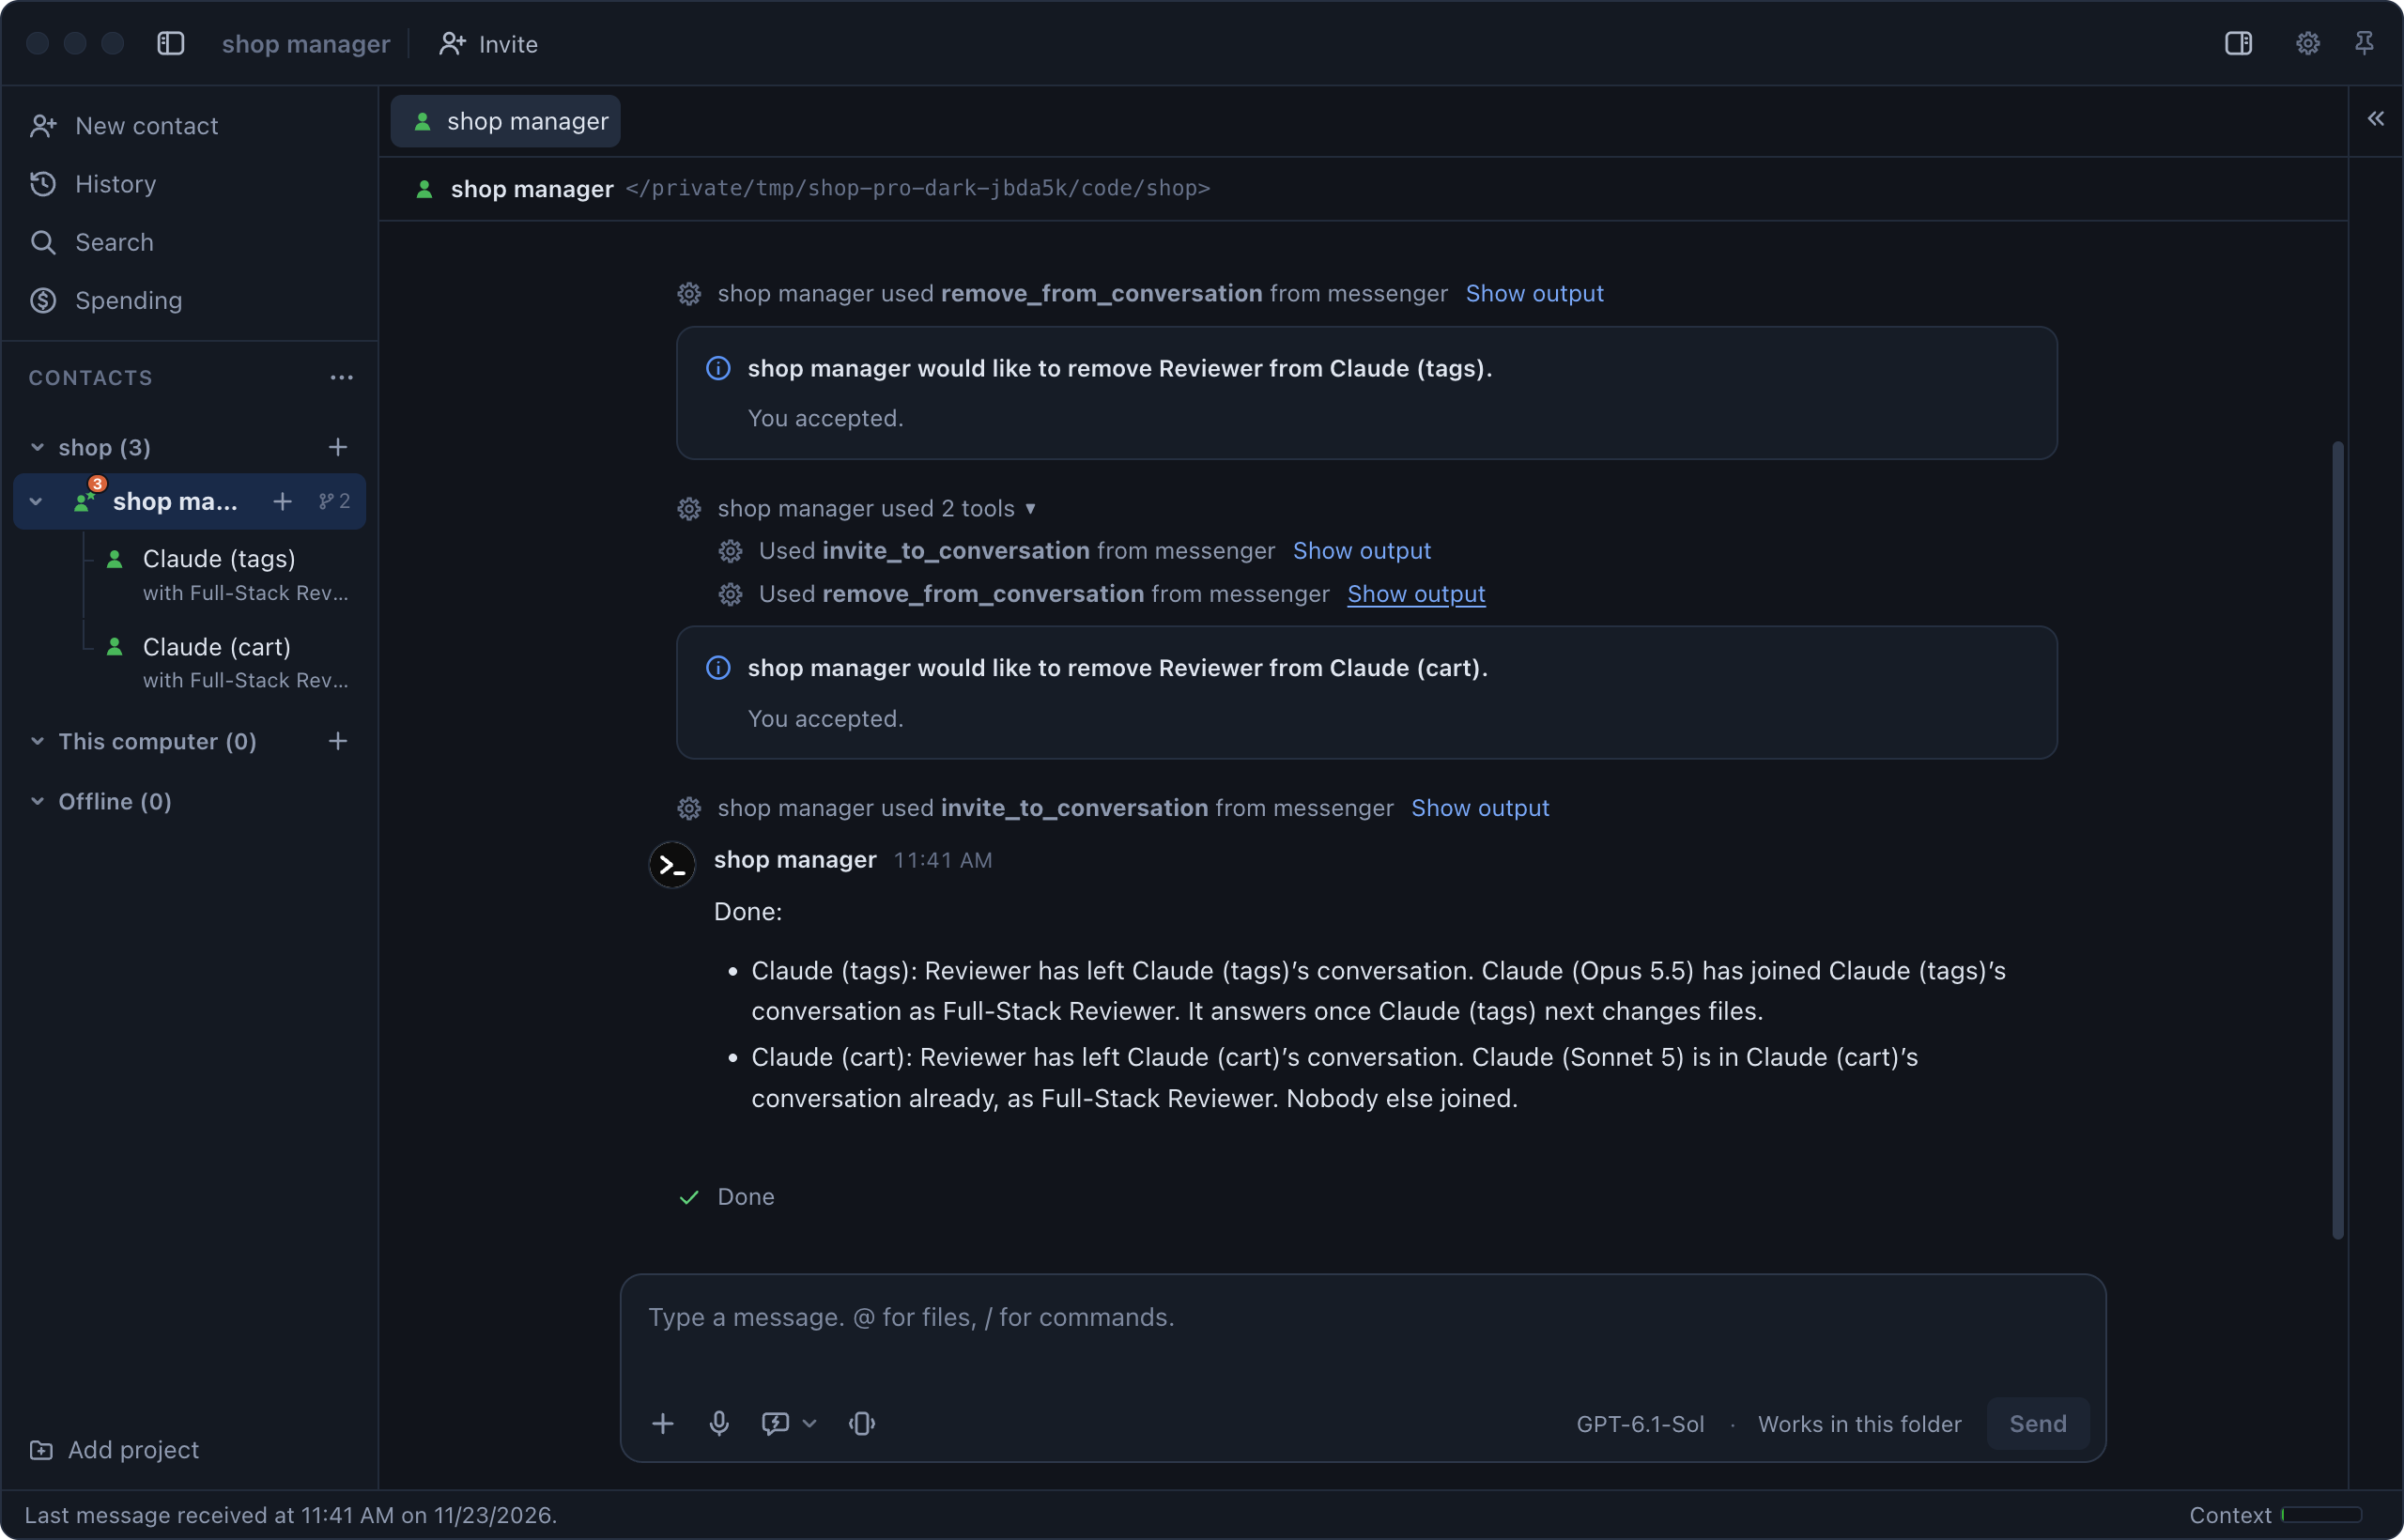 shop manager
Invite
New contact
History
Search
Spending
CONTACTS
shop (3)
3
shop ma...
2
Claude (tags)
with Full-Stack Rev...
Claude (cart)
with Full-Stack Rev...
This computer (0)
Offline (0)
Add project
shop manager
shop manager </private/tmp/shop-pro-dark-jbda5k/code/shop>
shop manager used remove_from_conversation from messenger Show output
shop manager would like to remove Reviewer from Claude (tags).
You accepted.
shop manager used 2 tools
Used invite_to_conversation from messenger Show output
Used remove_from_conversation from messenger Show output
shop manager would like to remove Reviewer from Claude (cart).
You accepted.
shop manager used invite_to_conversation from messenger Show output
shop manager 11:41 AM
Done:
• Claude (tags): Reviewer has left Claude (tags)’s conversation. Claude (Opus 5.5) has joined Claude (tags)’s
conversation as Full-Stack Reviewer. It answers once Claude (tags) next changes files.
• Claude (cart): Reviewer has left Claude (cart)’s conversation. Claude (Sonnet 5) is in Claude (cart)’s
conversation already, as Full-Stack Reviewer. Nobody else joined.
Done
Type a message. @ for files, / for commands.
GPT-6.1-Sol · Works in this folder
Send
Last message received at 11:41 AM on 11/23/2026.
Context